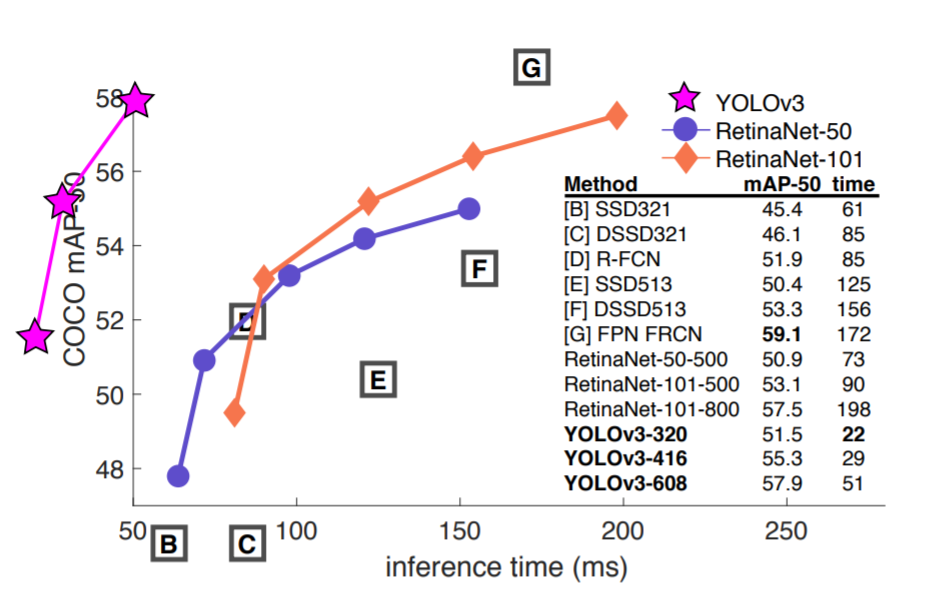 G
58
56
54
52
50
48
COCO mAP-50
D
F
E
B
C
50
100
150
200
250
inference time (ms)
YOLOv3
RetinaNet-50
RetinaNet-101
Method mAP-50 time
[B] SSD321 45.4 61
[C] DSSD321 46.1 85
[D] R-FCN 51.9 85
[E] SSD513 50.4 125
[F] DSSD513 53.3 156
[G] FPN FRCN 59.1 172
RetinaNet-50-500 50.9 73
RetinaNet-101-500 53.1 90
RetinaNet-101-800 57.5 198
YOLOv3-320 51.5 22
YOLOv3-416 55.3 29
YOLOv3-608 57.9 51